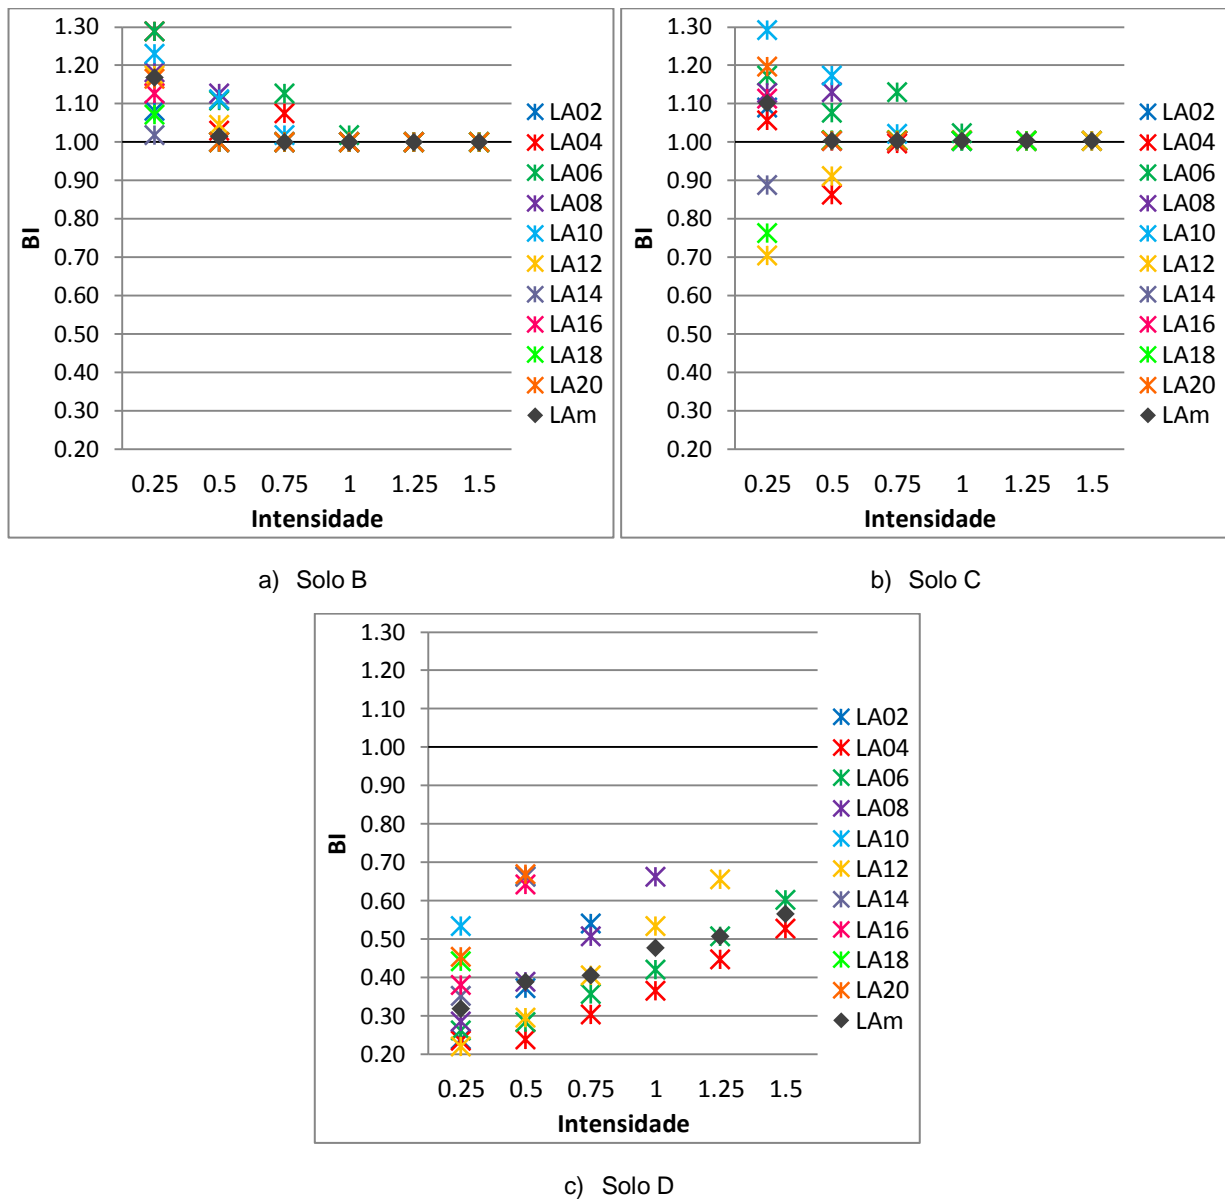 1.30
1.20
1.10
1.00
0.90
0.80
0.70
0.60
0.50
0.40
0.30
0.20
BI
0.25 0.5 0.75 1 1.25 1.5
Intensidade
LA02
LA04
LA06
LA08
LA10
LA12
LA14
LA16
LA18
LA20
LAm
1.30
1.20
1.10
1.00
0.90
0.80
0.70
0.60
0.50
0.40
0.30
0.20
BI
0.25 0.5 0.75 1 1.25 1.5
Intensidade
LA02
LA04
LA06
LA08
LA10
LA12
LA14
LA16
LA18
LA20
LAm
a) Solo B
b) Solo C
1.30
1.20
1.10
1.00
0.90
0.80
0.70
0.60
0.50
0.40
0.30
0.20
BI
0.25 0.5 0.75 1 1.25 1.5
Intensidade
LA02
LA04
LA06
LA08
LA10
LA12
LA14
LA16
LA18
LA20
LAm
c) Solo D